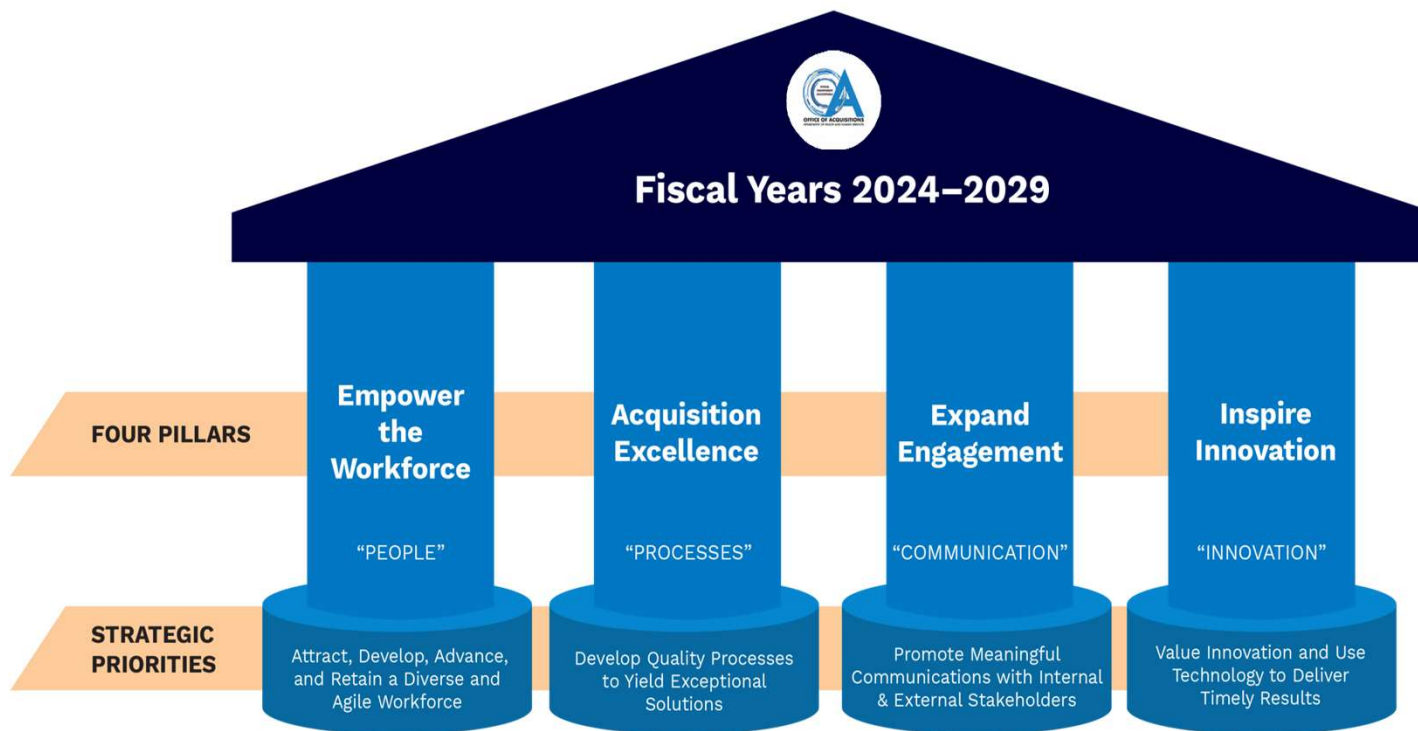 OFFICE OF ACQUISITIONS
Fiscal Years 2024–2029
FOUR PILLARS
Empower
the
Workforce
“PEOPLE”
Acquisition
Excellence
“PROCESSES”
Expand
Engagement
“COMMUNICATION”
Inspire
Innovation
“INNOVATION”
STRATEGIC
PRIORITIES
Attract, Develop, Advance,
and Retain a Diverse and
Agile Workforce
Develop Quality Processes
to Yield Exceptional
Solutions
Promote Meaningful
Communications with Internal
& External Stakeholders
Value Innovation and Use
Technology to Deliver
Timely Results